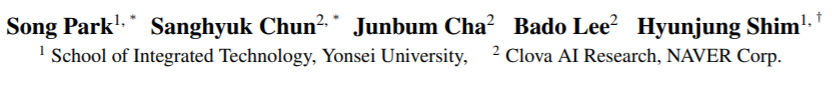 Song Park1, * Sanghyuk Chun2, * Junbum Cha2 Bado Lee2 Hyunjung Shim1, †
1 School of Integrated Technology, Yonsei University, 2 Clova AI Research, NAVER Corp.